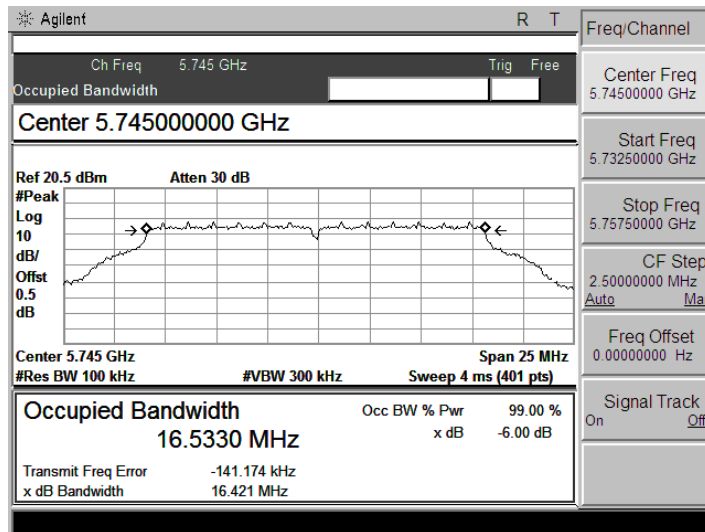 Agilent R T
Freq/Channel
Ch Freq 5.745 GHz Trig Free
Occupied Bandwidth
Center Freq
5.74500000 GHz
Center 5.745000000 GHz
Start Freq
5.73250000 GHz
Ref 20.5 dBm Atten 30 dB
#Peak
Log
10
dB/
Offst
0.5
dB
Stop Freq
5.75750000 GHz
CF Step
2.50000000 MHz
Auto Ma
Freq Offset
0.00000000 Hz
Center 5.745 GHz Span 25 MHz
#Res BW 100 kHz #VBW 300 kHz Sweep 4 ms (401 pts)
Signal Track
On Off
Occupied Bandwidth Occ BW % Pwr 99.00 %
16.5330 MHz x dB -6.00 dB
Transmit Freq Error -141.174 kHz
x dB Bandwidth 16.421 MHz